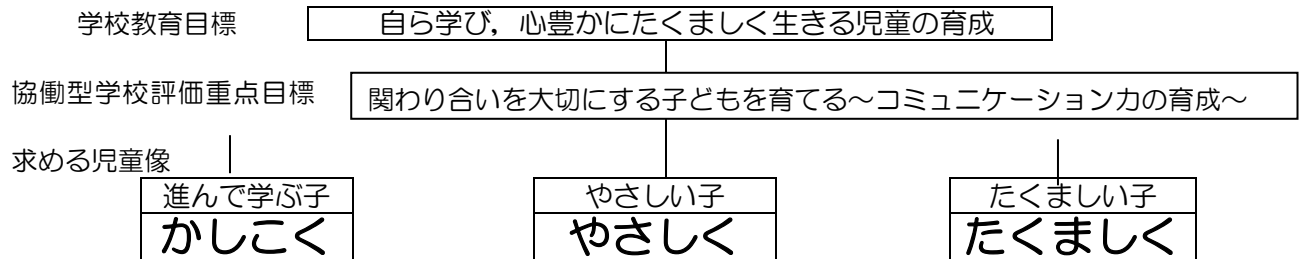 学校教育目標 自ら学び，心豊かにたくましく生きる児童の育成
協働型学校評価重点目標 関わり合いを大切にする子どもを育てる～コミュニケーション力の育成～
求める児童像
進んで学ぶ子 やさしい子 たくましい子
かしこく やさしく たくましく